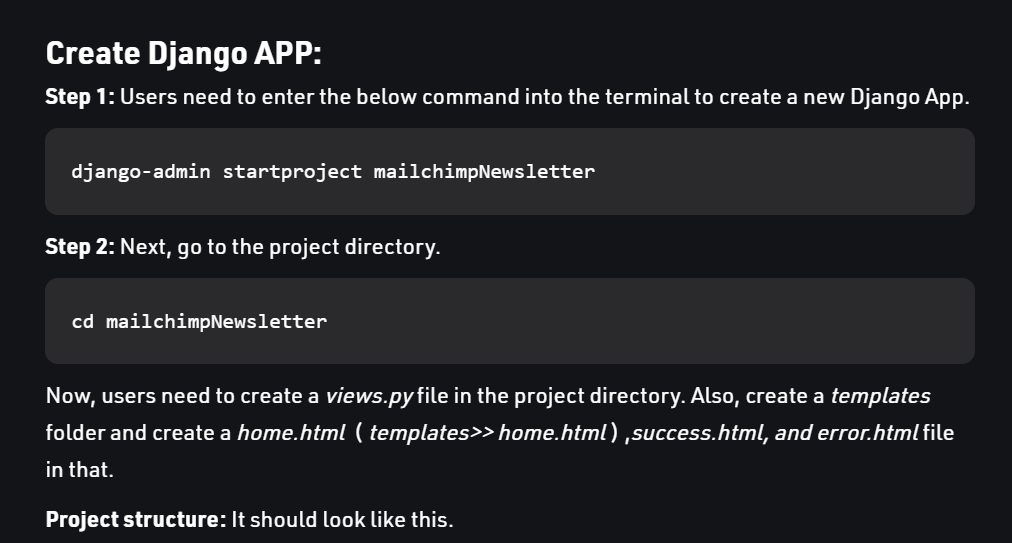 Create Django APP:
Step 1: Users need to enter the below command into the terminal to create a new Django App.
django-admin startproject mailchimpNewsletter
Step 2: Next, go to the project directory.
cd mailchimpNewsletter
Now, users need to create a views.py file in the project directory. Also, create a templates
folder and create a home.html ( templates>> home.html ) ,success.html, and error.html file
in that.
Project structure: It should look like this.